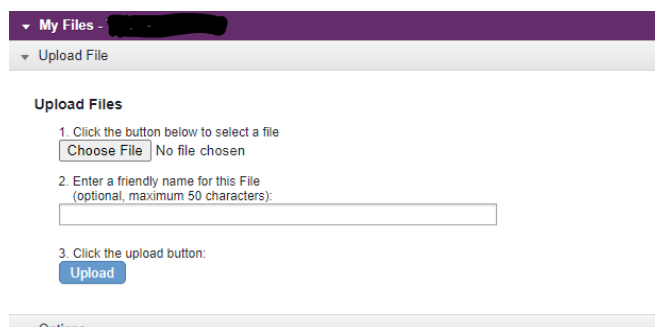 My Files -
Upload File
Upload Files
1. Click the button below to select a file
Choose File No file chosen
2. Enter a friendly name for this File
(optional, maximum 50 characters):
3. Click the upload button:
Upload